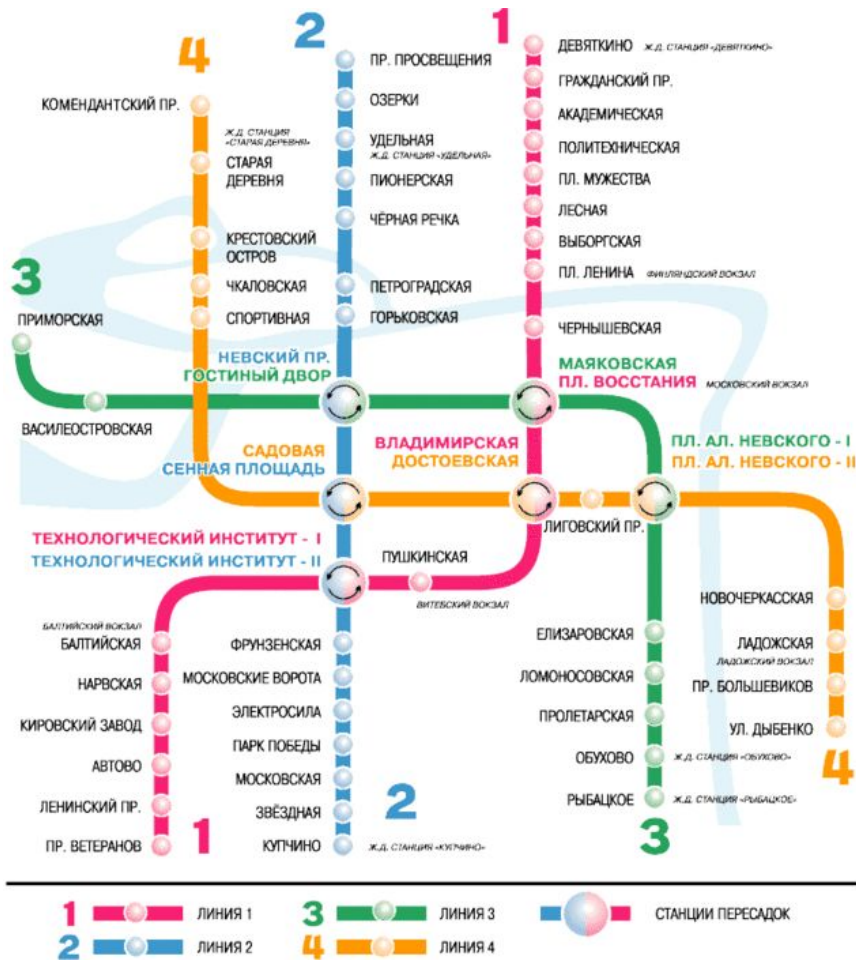 1
2
4
ДЕВЯТКИНО Ж.Д. СТАНЦИЯ «ДЕВЯТКИНО»
ПР. ПРОСВЕЩЕНИЯ
ГРАЖДАНСКИЙ ПР.
ОЗЕРКИ
КОМЕНДАНТСКИЙ ПР.
АКАДЕМИЧЕСКАЯ
Ж.Д. СТАНЦИЯ
«СТАРАЯ ДЕРЕВНЯ»
УДЕЛЬНАЯ
Ж.Д. СТАНЦИЯ «УДЕЛЬНАЯ»
ПОЛИТЕХНИЧЕСКАЯ
СТАРАЯ
ДЕРЕВНЯ
ПИОНЕРСКАЯ
ПЛ. МУЖЕСТВА
ЛЕСНАЯ
ЧЁРНАЯ РЕЧКА
КРЕСТОВСКИЙ
ОСТРОВ
ВЫБОРГСКАЯ
3
ПЛ. ЛЕНИНА ФИНЛЯНДСКИЙ ВОКЗАЛ
ЧКАЛОВСКАЯ
ПЕТРОГРАДСКАЯ
ПРИМОРСКАЯ
СПОРТИВНАЯ
ГОРЬКОВСКАЯ
ЧЕРНЫШЕВСКАЯ
НЕВСКИЙ ПР.
ГОСТИНЫЙ ДВОР
МАЯКОВСКАЯ
ПЛ. ВОССТАНИЯ МОСКОВСКИЙ ВОКЗАЛ
ВАСИЛЕОСТРОВСКАЯ
САДОВАЯ
СЕННАЯ ПЛОЩАДЬ
ВЛАДИМИРСКАЯ
ДОСТОЕВСКАЯ
ПЛ. АЛ. НЕВСКОГО - I
ПЛ. АЛ. НЕВСКОГО - II
ЛИГОВСКИЙ ПР.
ТЕХНОЛОГИЧЕСКИЙ ИНСТИТУТ - I
ТЕХНОЛОГИЧЕСКИЙ ИНСТИТУТ - II
ПУШКИНСКАЯ
ВИТЕБСКИЙ ВОКЗАЛ
НОВОЧЕРКАССКАЯ
БАЛТИЙСКИЙ ВОКЗАЛ
БАЛТИЙСКАЯ
ФРУНЗЕНСКАЯ
ЕЛИЗАРОВСКАЯ
ЛАДОЖСКАЯ
ЛАДОЖСКИЙ ВОКЗАЛ
НАРВСКАЯ
МОСКОВСКИЕ ВОРОТА
ЛОМОНОСОВСКАЯ
ПР. БОЛЬШЕВИКОВ
КИРОВСКИЙ ЗАВОД
ЭЛЕКТРОСИЛА
ПРОЛЕТАРСКАЯ
УЛ. ДЫБЕНКО
4
АВТОВО
ПАРК ПОБЕДЫ
ОБУХОВО Ж.Д. СТАНЦИЯ «ОБУХОВО»
МОСКОВСКАЯ
ЛЕНИНСКИЙ ПР.
ЗВЁЗДНАЯ
РЫБАЦКОЕ Ж.Д. СТАНЦИЯ «РЫБАЦКОЕ»
2
1
3
ПР. ВЕТЕРАНОВ
КУПЧИНО Ж.Д. СТАНЦИЯ «КУПЧИНО»
1 ЛИНИЯ 1
3 ЛИНИЯ 3
СТАНЦИИ ПЕРЕСАДОК
2 ЛИНИЯ 2
4 ЛИНИЯ 4